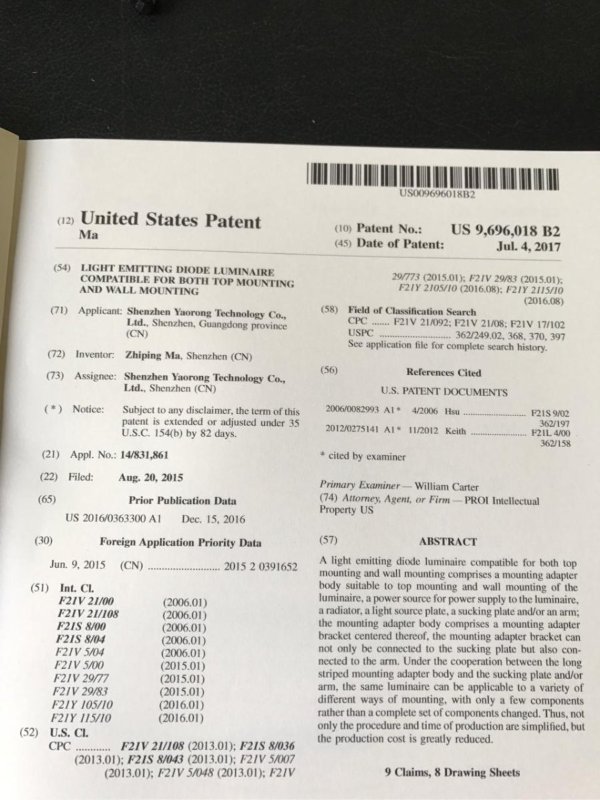 US009696018B2
(12) United States Patent
Ma
(10) Patent No.: US 9,696,018 B2
(45) Date of Patent: Jul. 4, 2017
(54) LIGHT EMITTING DIODE LUMINAIRE
COMPATIBLE FOR BOTH TOP MOUNTING
AND WALL MOUNTING
(71) Applicant: Shenzhen Yaorong Technology Co.,
Ltd., Shenzhen, Guangdong province
(CN)
(72) Inventor: Zhiping Ma, Shenzhen (CN)
(73) Assignee: Shenzhen Yaorong Technology Co.,
Ltd., Shenzhen (CN)
(*) Notice: Subject to any disclaimer, the term of this
patent is extended or adjusted under 35
U.S.C. 154(b) by 82 days.
(21) Appl. No.: 14/831,861
(22) Filed: Aug. 20, 2015
(65) Prior Publication Data
US 2016/0363300 A1 Dec. 15, 2016
(30) Foreign Application Priority Data
Jun. 9, 2015 (CN) .................... 2015 2 0391652
(51) Int. Cl.
F21V 21/00 (2006.01)
F21V 21/108 (2006.01)
F21S 8/00 (2006.01)
F21S 8/04 (2006.01)
F21V 5/04 (2006.01)
F21V 5/00 (2015.01)
F21V 29/77 (2015.01)
F21V 29/83 (2015.01)
F21Y 105/10 (2016.01)
F21Y 115/10 (2016.01)
(52) U.S. Cl.
CPC ............ F21V 21/108 (2013.01); F21S 8/036
(2013.01); F21S 8/043 (2013.01); F21V 5/007
(2013.01); F21V 5/048 (2013.01); F21V
29/773 (2015.01); F21V 29/83 (2015.01);
F21Y 2105/10 (2016.08); F21Y 2115/10
(2016.08)
(58) Field of Classification Search
CPC ...... F21V 21/092; F21V 21/08; F21V 17/102
USPC .................... 362/249.02, 368, 370, 397
See application file for complete search history.
(56) References Cited
U.S. PATENT DOCUMENTS
2006/0082993 A1* 4/2006 Hsu .................... F21S 9/02
362/197
2012/0275141 A1* 11/2012 Keith .................. F21L 4/00
362/158
* cited by examiner
Primary Examiner — William Carter
(74) Attorney, Agent, or Firm — PROI Intellectual
Property US
(57) ABSTRACT
A light emitting diode luminaire compatible for both top
mounting and wall mounting comprises a mounting adapter
body suitable to top mounting and wall mounting of the
luminaire, a power source for power supply to the luminaire,
a radiator, a light source plate, a sucking plate and/or an arm;
the mounting adapter body comprises a mounting adapter
bracket centered thereof, the mounting adapter bracket can
not only be connected to the sucking plate but also con-
nected to the arm. Under the cooperation between the long
striped mounting adapter body and the sucking plate and/or
arm, the same luminaire can be applicable to a variety of
different ways of mounting, with only a few components
rather than a complete set of components changed. Thus, not
only the procedure and time of production are simplified, but
the production cost is greatly reduced.
9 Claims, 8 Drawing Sheets